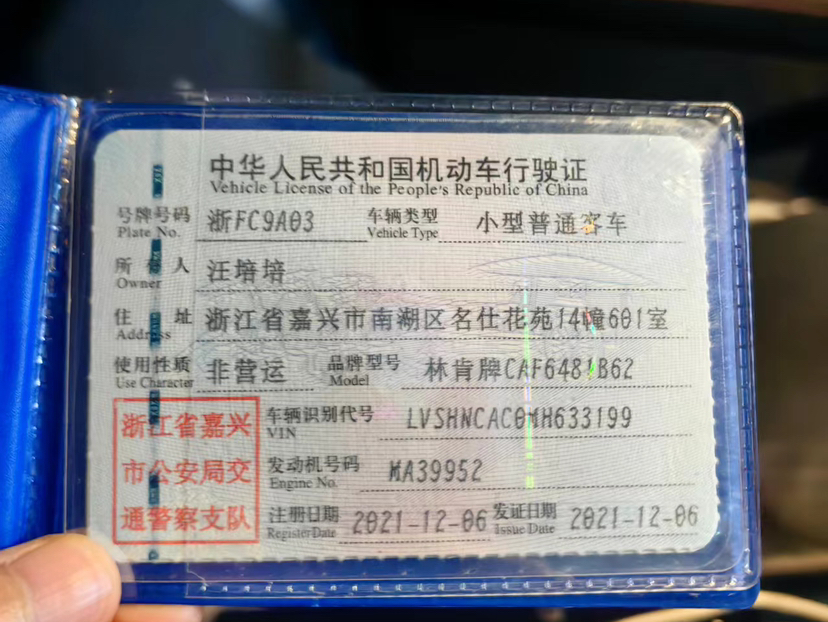 中华人民共和国机动车行驶证
Vehicle License of the People's Republic of China
号牌号码 浙FC9A03 车辆类型 小型普通客车
Plate No. Vehicle Type
所有人 汪培培
Owner
住址 浙江省嘉兴市南湖区名仕花苑14幢601室
Address
使用性质 非营运 品牌型号 林肯牌CAF6481B62
Use Character Model
浙江省嘉兴 车辆识别代号
VIN
市公安局交 发动机号码 MA39952
Engine No.
通警察支队 注册日期 2021-12-06 发证日期 2021-12-06
Register Date Issue Date